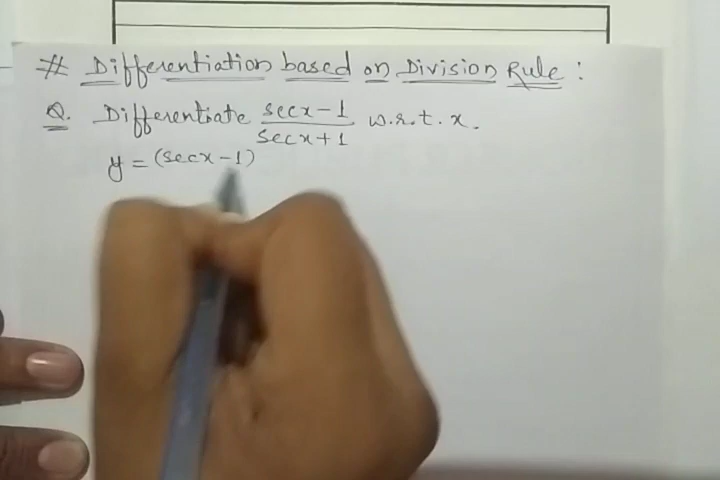 # Differentiation based on Division Rule :
Q. Differentiate secx-1/secx+1 w.r.t. x.
y = (secx-1)